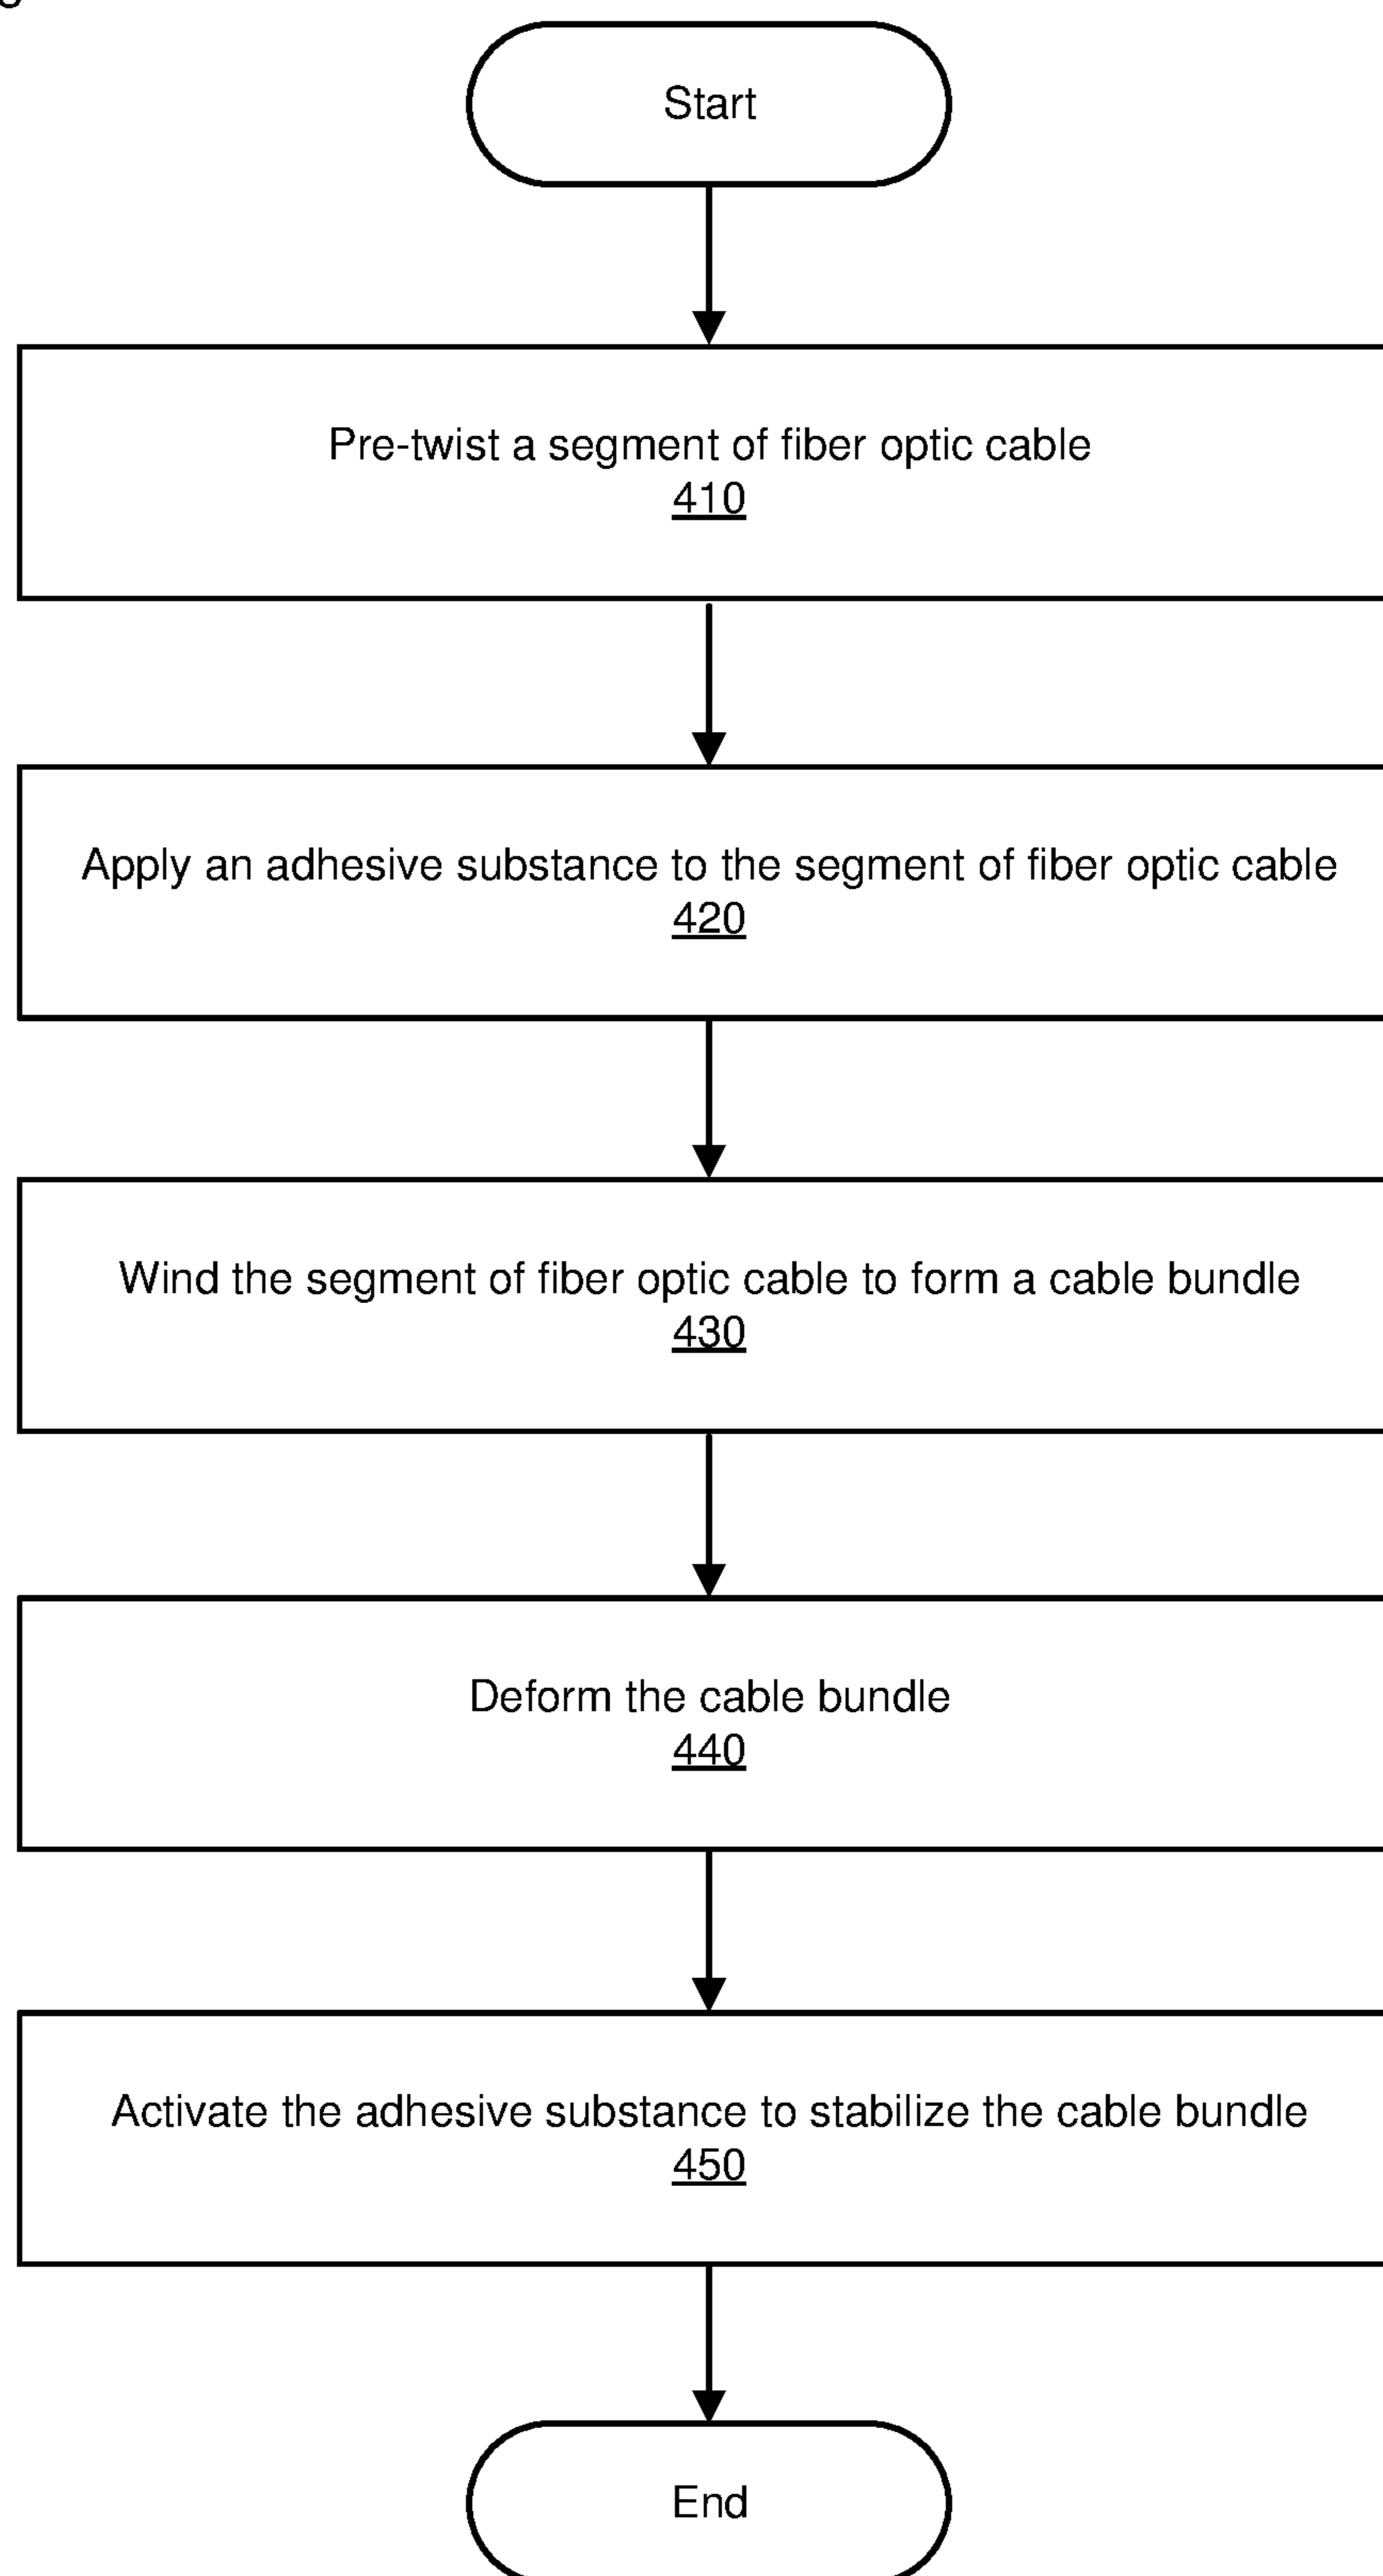 Start
Pre-twist a segment of fiber optic cable
410
Apply an adhesive substance to the segment of fiber optic cable
420
Wind the segment of fiber optic cable to form a cable bundle
430
Deform the cable bundle
440
Activate the adhesive substance to stabilize the cable bundle
450
End